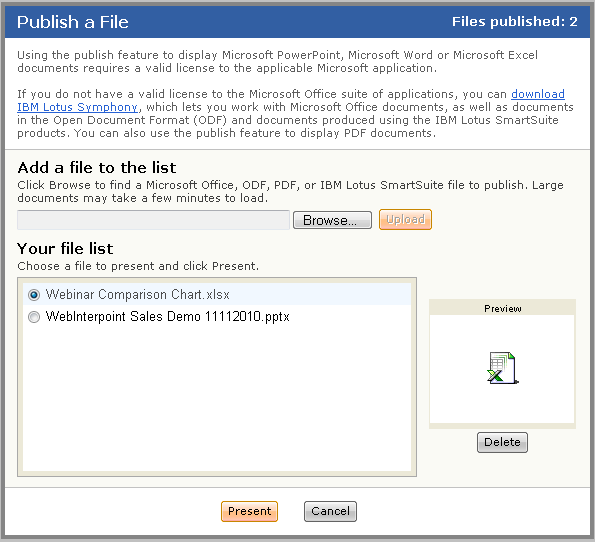 Publish a File
Files published: 2
Using the publish feature to display Microsoft PowerPoint, Microsoft Word or Microsoft Excel
documents requires a valid license to the applicable Microsoft application.
If you do not have a valid license to the Microsoft Office suite of applications, you can download
IBM Lotus Symphony, which lets you work with Microsoft Office documents, as well as documents
in the Open Document Format (ODF) and documents produced using the IBM Lotus SmartSuite
products. You can also use the publish feature to display PDF documents.
Add a file to the list
Click Browse to find a Microsoft Office, ODF, PDF, or IBM Lotus SmartSuite file to publish. Large
documents may take a few minutes to load.
Browse... Upload
Your file list
Choose a file to present and click Present.
Webinar Comparison Chart.xlsx
WebInterpoint Sales Demo 11112010.pptx
Preview
Delete
Present Cancel